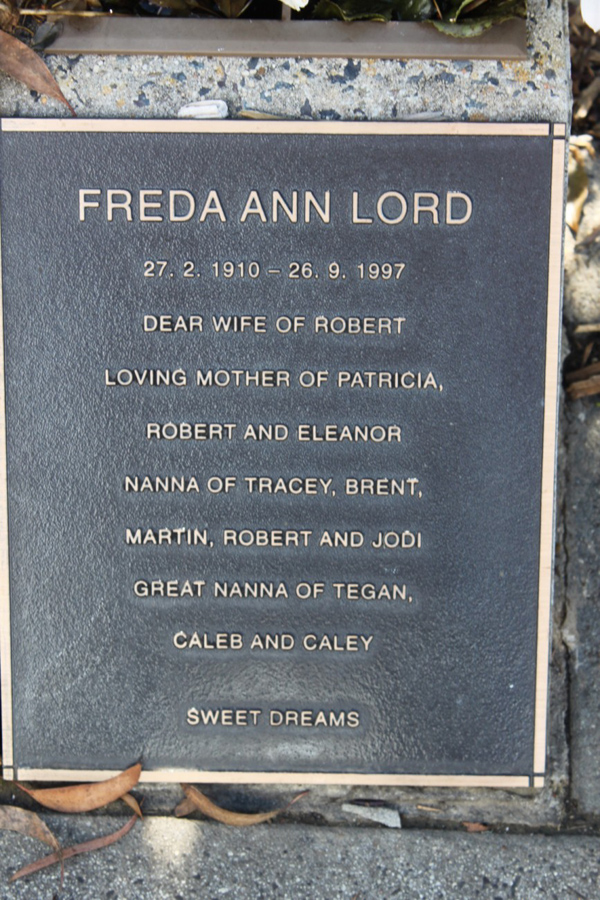 FREDA ANN LORD
27. 2. 1910 – 26. 9. 1997
DEAR WIFE OF ROBERT
LOVING MOTHER OF PATRICIA,
ROBERT AND ELEANOR
NANNA OF TRACEY, BRENT,
MARTIN, ROBERT AND JODI
GREAT NANNA OF TEGAN,
CALEB AND CALEY
SWEET DREAMS